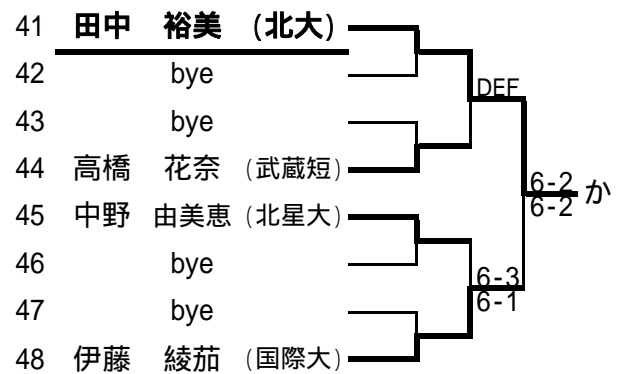 41 田中 裕美 (北大)
42 bye
DEF
43 bye
44 高橋 花奈 (武蔵短)
6-2
6-2 か
45 中野 由美恵 (北星大)
46 bye
6-3
6-1
47 bye
48 伊藤 綾茄 (国際大)